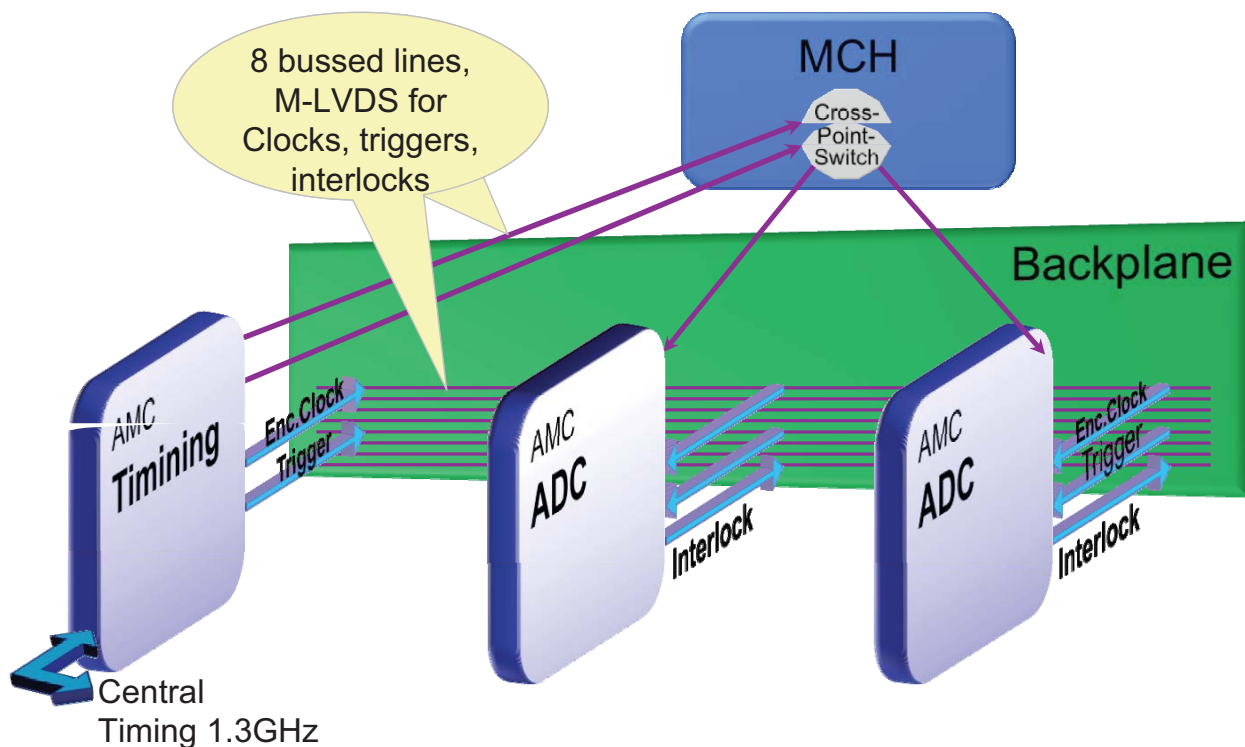 8 bussed lines,
M-LVDS for
Clocks, triggers,
interlocks
MCH
Cross-
Point-
Switch
Backplane
AMC
Timining
Enc.Clock
Trigger
AMC
ADC
Interlock
AMC
ADC
Enc.Clock
Trigger
Interlock
Central
Timing 1.3GHz